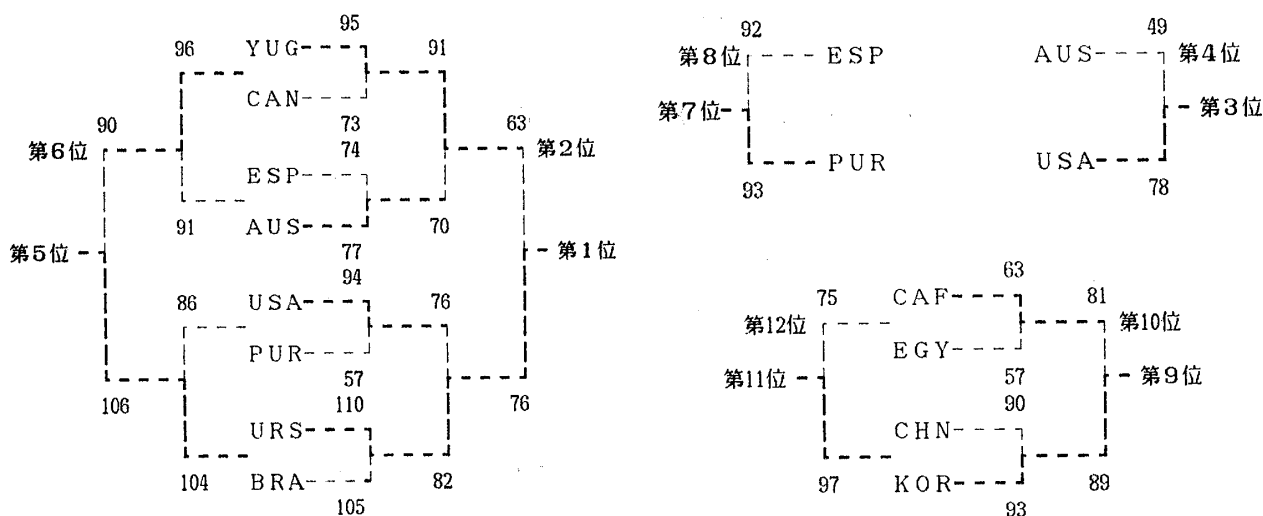 95
96 YUG 91
CAN
90 73 63
第6位 74 第2位
ESP
91 AUS 70
第5位 77 第1位
94
86 USA 76
PUR
106 57 76
110
URS
104 BRA 82
105
92 49
第8位 ESP AUS 第4位
第7位 第3位
PUR USA
93 78
63
75 CAF 81
第12位 第10位
EGY
第11位 57 第9位
90
CHN
97 KOR 89
93